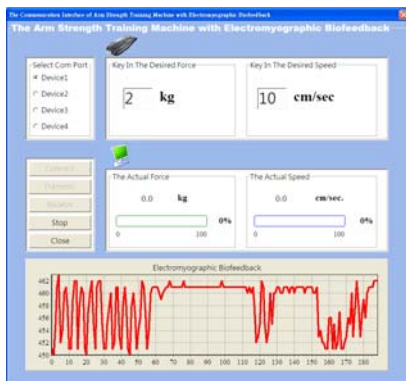 The Communication Interface of Arm Strength Training Machine with Electromyographic Biofeedback
The Arm Strength Training Machine with Electromyographic Biofeedback
Select Com Port
Device1
Device2
Device3
Device4
Key In The Desired Force
2 kg
Key In The Desired Speed
10 cm/sec
Connect
Transmit
Receive
Stop
Close
The Actual Force
0.0 kg
0%
0 100
The Actual Speed
0.0 cm/sec.
0%
0 100
Electromyographic Biofeedback
462
460
458
456
454
452
450
0 10 20 30 40 50 60 70 80 90 100 110 120 130 140 150 160 170 180